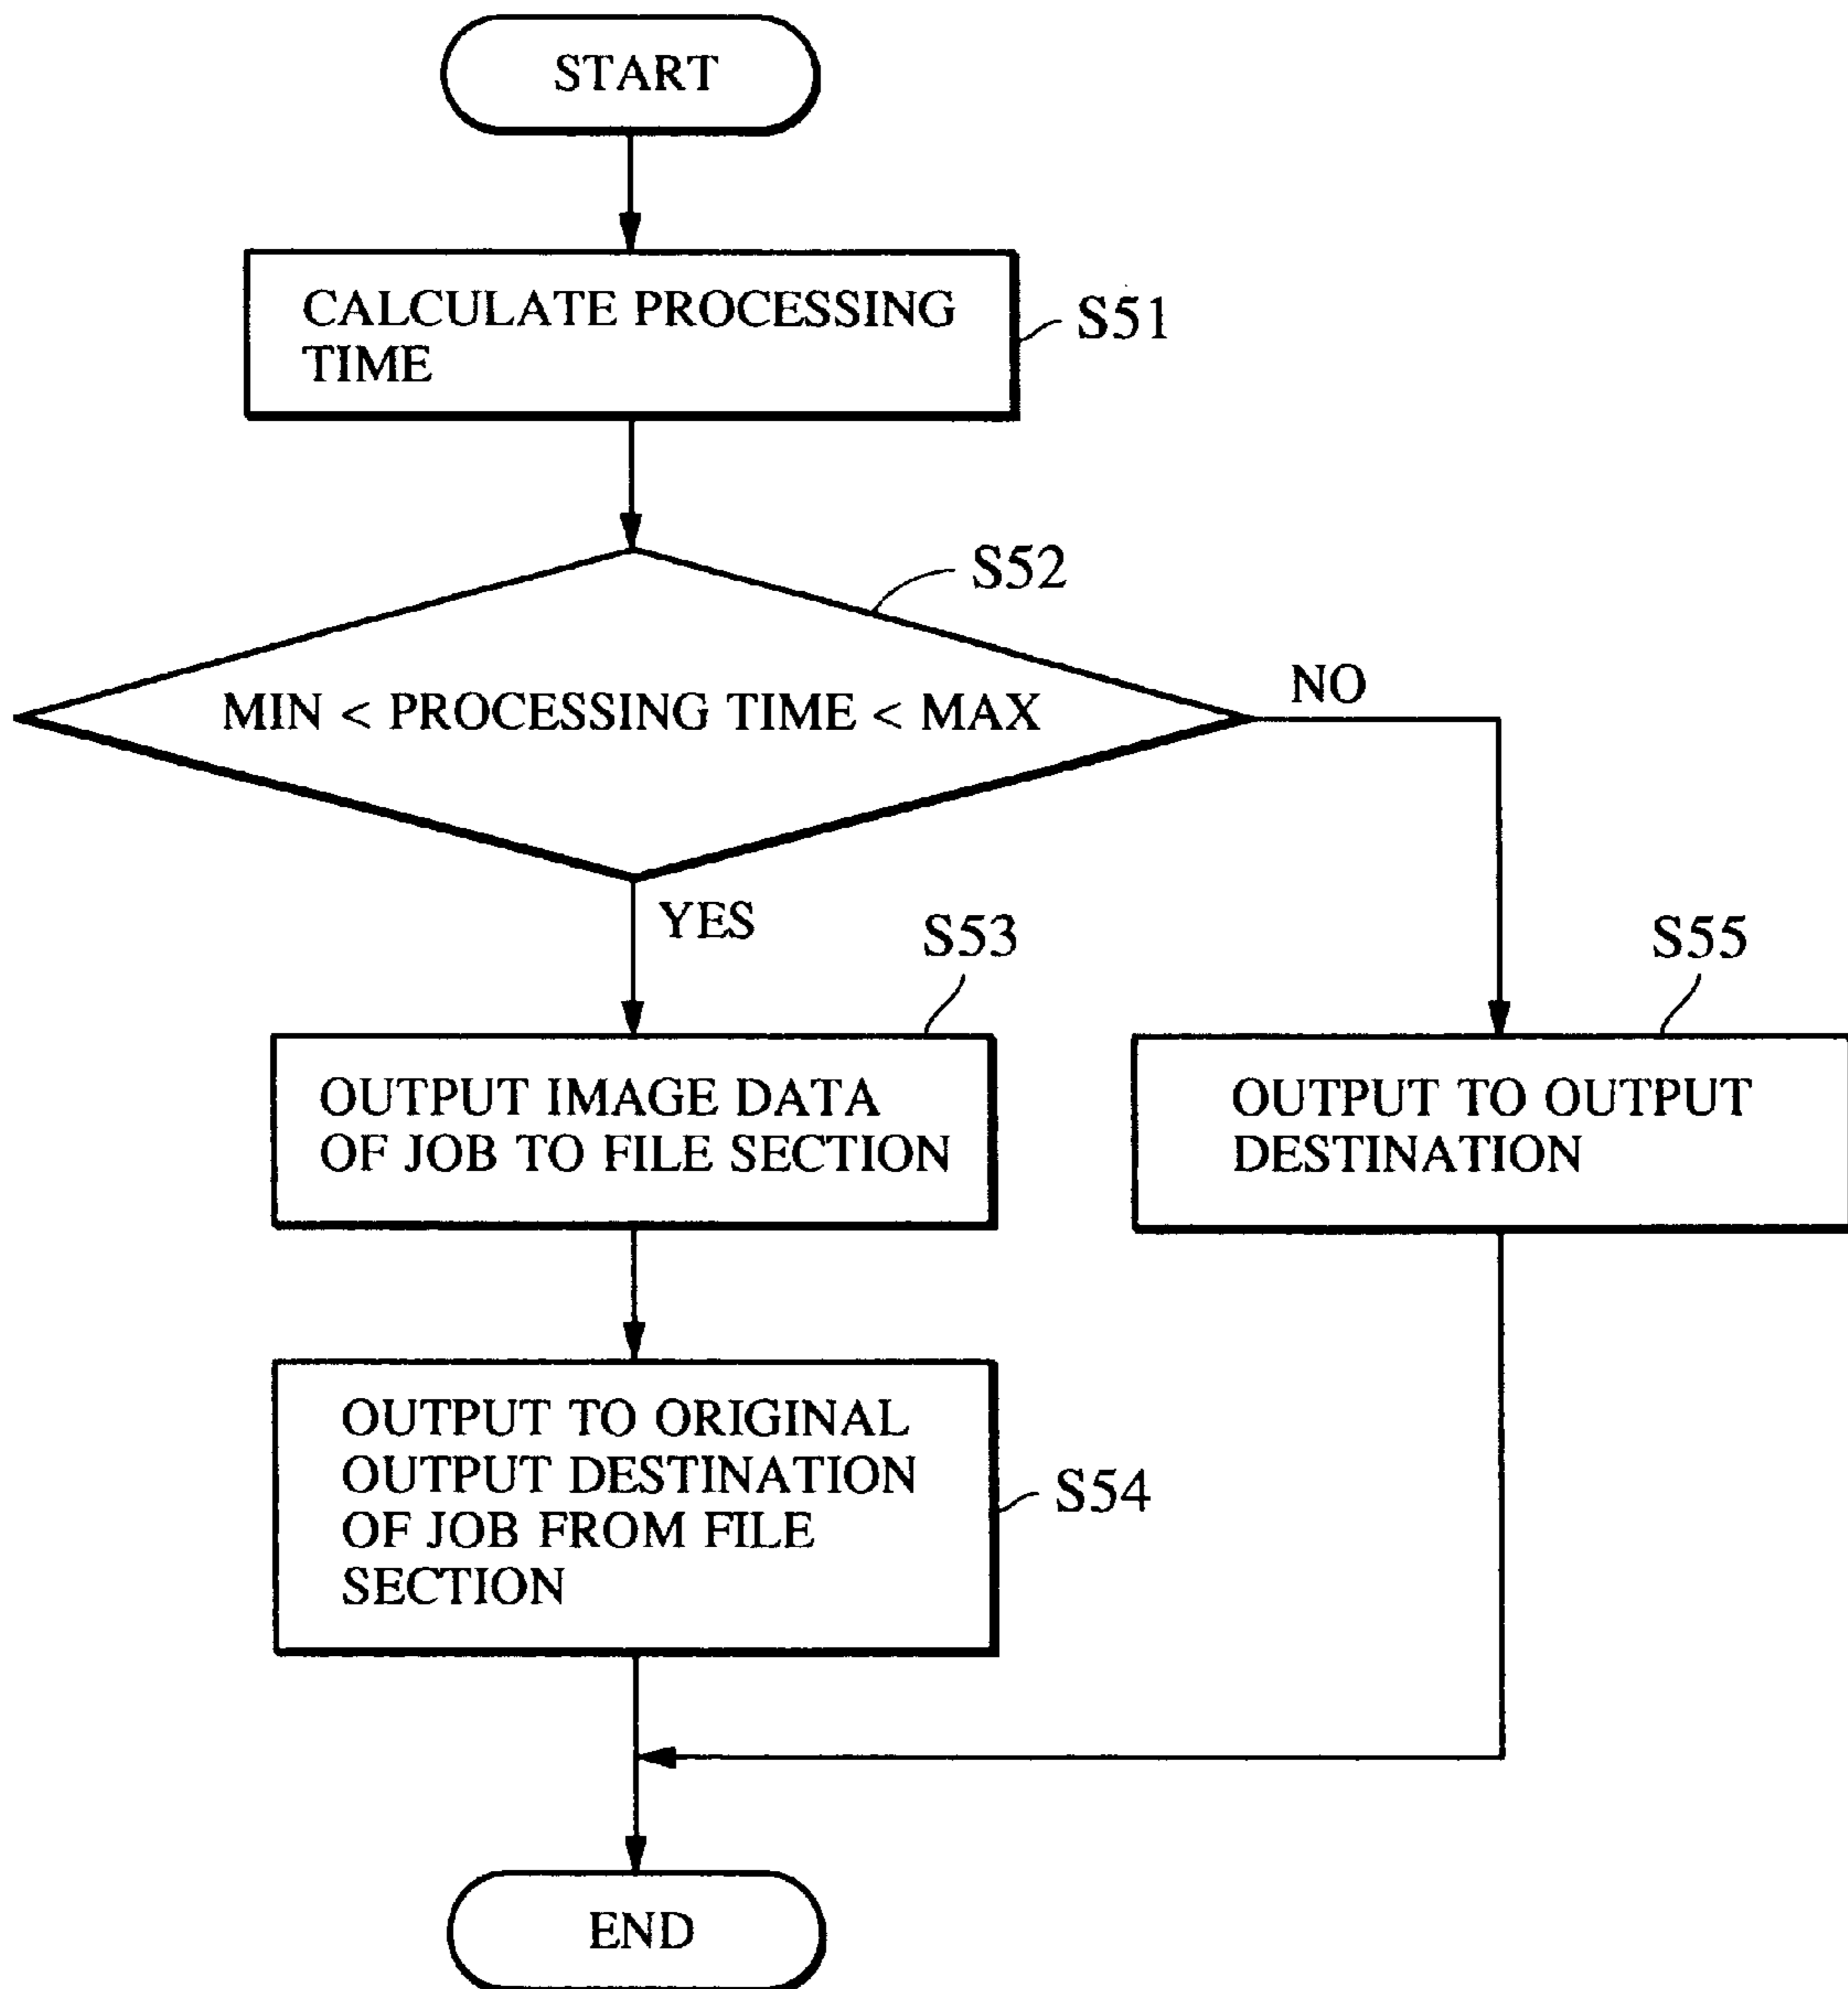 START
CALCULATE PROCESSING
TIME
S51
S52
MIN < PROCESSING TIME < MAX
NO
YES
S53
OUTPUT IMAGE DATA
OF JOB TO FILE SECTION
S55
OUTPUT TO OUTPUT
DESTINATION
OUTPUT TO ORIGINAL
OUTPUT DESTINATION
OF JOB FROM FILE
SECTION
S54
END